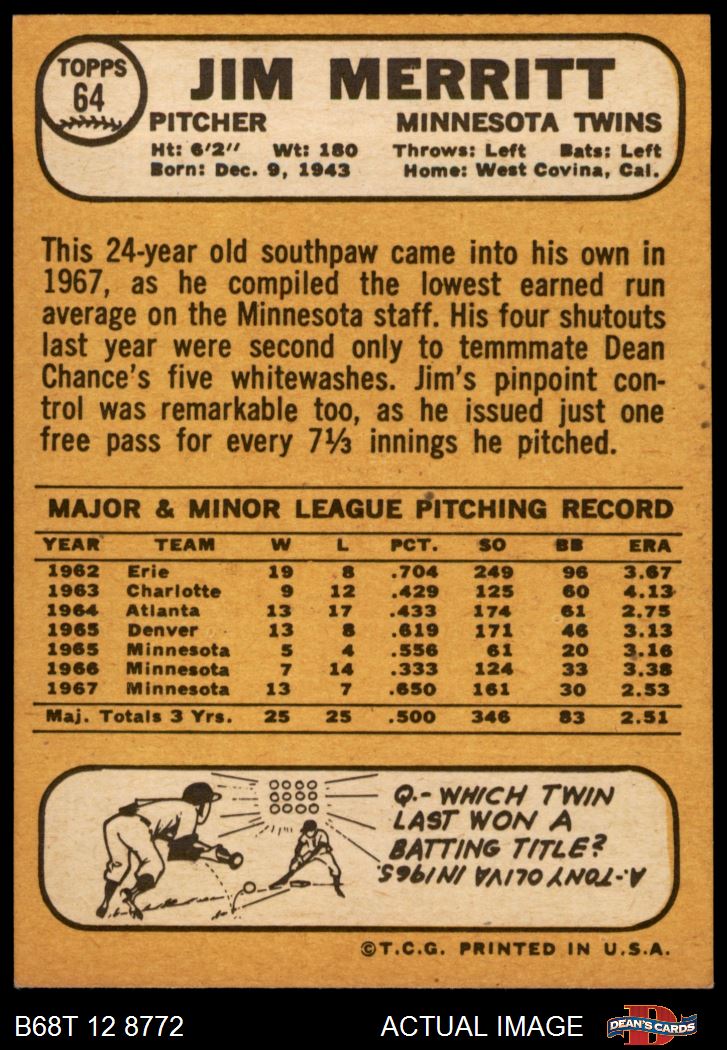 TOPPS
64
JIM MERRITT
PITCHER MINNESOTA TWINS
Ht: 6'2" Wt: 180 Throws: Left Bats: Left
Born: Dec. 9, 1943 Home: West Covina, Cal.
This 24-year old southpaw came into his own in
1967, as he compiled the lowest earned run
average on the Minnesota staff. His four shutouts
last year were second only to temmmate Dean
Chance's five whitewashes. Jim's pinpoint con-
trol was remarkable too, as he issued just one
free pass for every 7⅓ innings he pitched.
MAJOR & MINOR LEAGUE PITCHING RECORD
YEAR TEAM W L PCT. SO BB ERA
1962 Erie 19 8 .704 249 96 3.67
1963 Charlotte 9 12 .429 125 60 4.13
1964 Atlanta 13 17 .433 174 61 2.75
1965 Denver 13 8 .619 171 46 3.13
1965 Minnesota 5 4 .556 61 20 3.16
1966 Minnesota 7 14 .333 124 33 3.38
1967 Minnesota 13 7 .650 161 30 2.53
Maj. Totals 3 Yrs. 25 25 .500 346 83 2.51
Q.- WHICH TWIN
LAST WON A
BATTING TITLE?
A-TONY OLIVA IN 1965
©T.C.G. PRINTED IN U.S.A.
B68T 12 8772 ACTUAL IMAGE DEAN'S CARDS